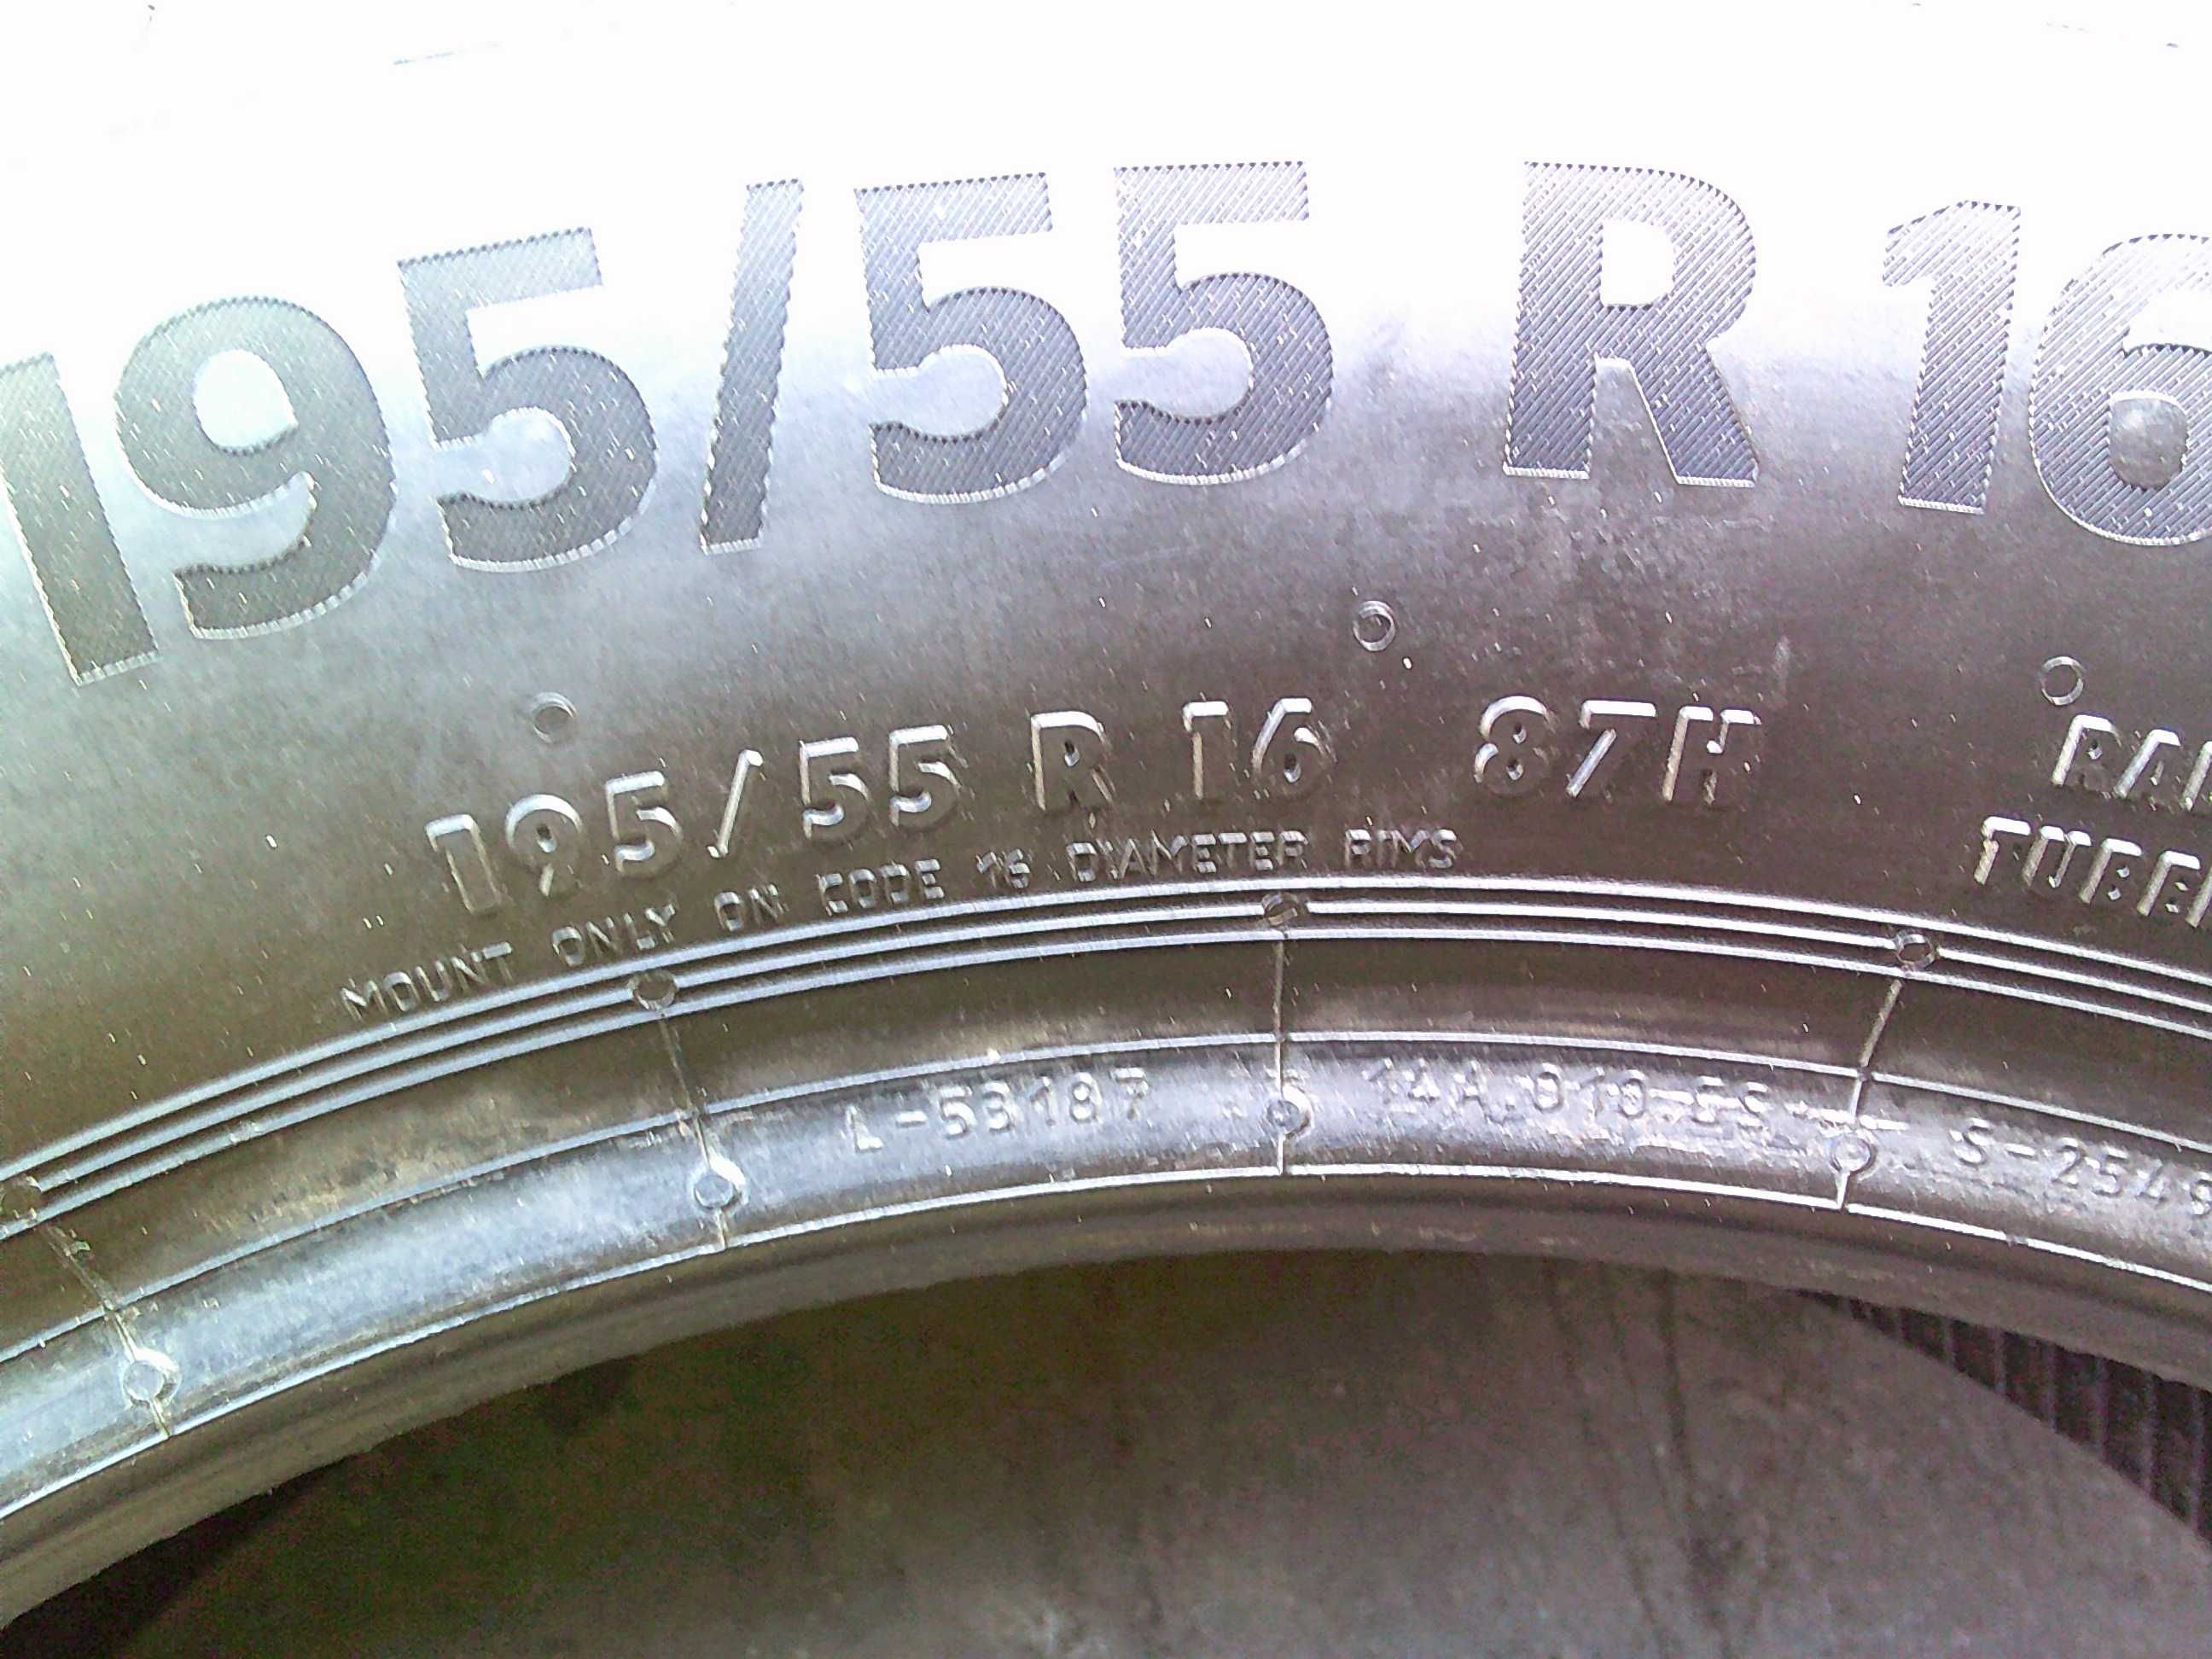 195/55 R 16
195/55 R 16 87H
MOUNT ONLY ON CODE 16 DIAMETER RIMS
L-53187